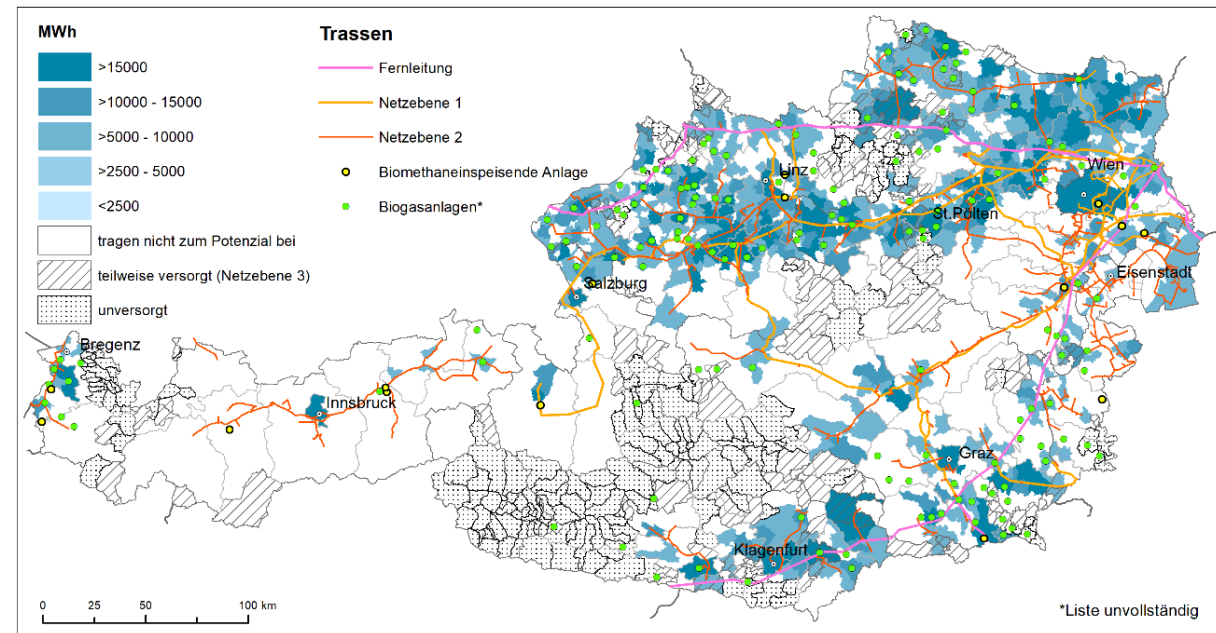 MWh
>15000
>10000 - 15000
>5000 - 10000
>2500 - 5000
<2500
tragen nicht zum Potenzial bei
teilweise versorgt (Netzebene 3)
unversorgt
Trassen
Fernleitung
Netzebene 1
Netzebene 2
Biomethaneinspeisende Anlage
Biogasanlagen*
Linz
Wien
St.Pölten
Eisenstadt
Salzburg
Bregenz
Innsbruck
Graz
Klagenfurt
0 25 50 100 km
*Liste unvollständig